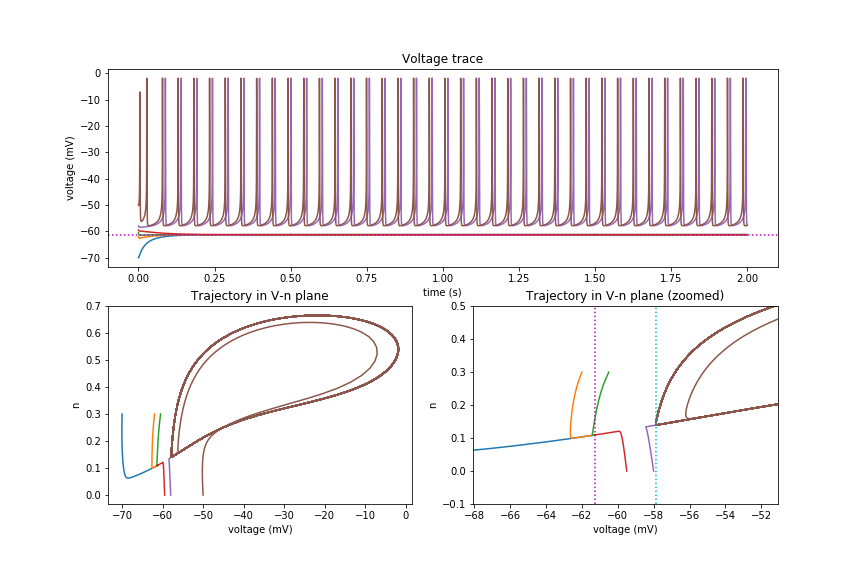 Voltage trace
0
−10
−20
−30
−40
−50
−60
−70
voltage (mV)
0.00 0.25 0.50 0.75 1.00 1.25 1.50 1.75 2.00
time (s)
Trajectory in V-n plane
0.7
0.6
0.5
0.4
0.3
0.2
0.1
0.0
n
−70 −60 −50 −40 −30 −20 −10 0
voltage (mV)
Trajectory in V-n plane (zoomed)
0.5
0.4
0.3
0.2
0.1
0.0
−0.1
n
−68 −66 −64 −62 −60 −58 −56 −54 −52
voltage (mV)